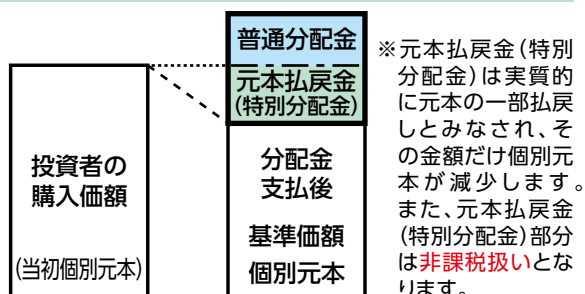 普通分配金
元本払戻金
(特別分配金)
投資者の
購入価額
(当初個別元本)
分配金
支払後
基準価額
個別元本
※元本払戻金(特別
分配金)は実質的
に元本の一部払戻
しとみなされ、そ
の金額だけ個別元
本が減少します。
また、元本払戻金
(特別分配金)部分
は非課税扱いとな
ります。